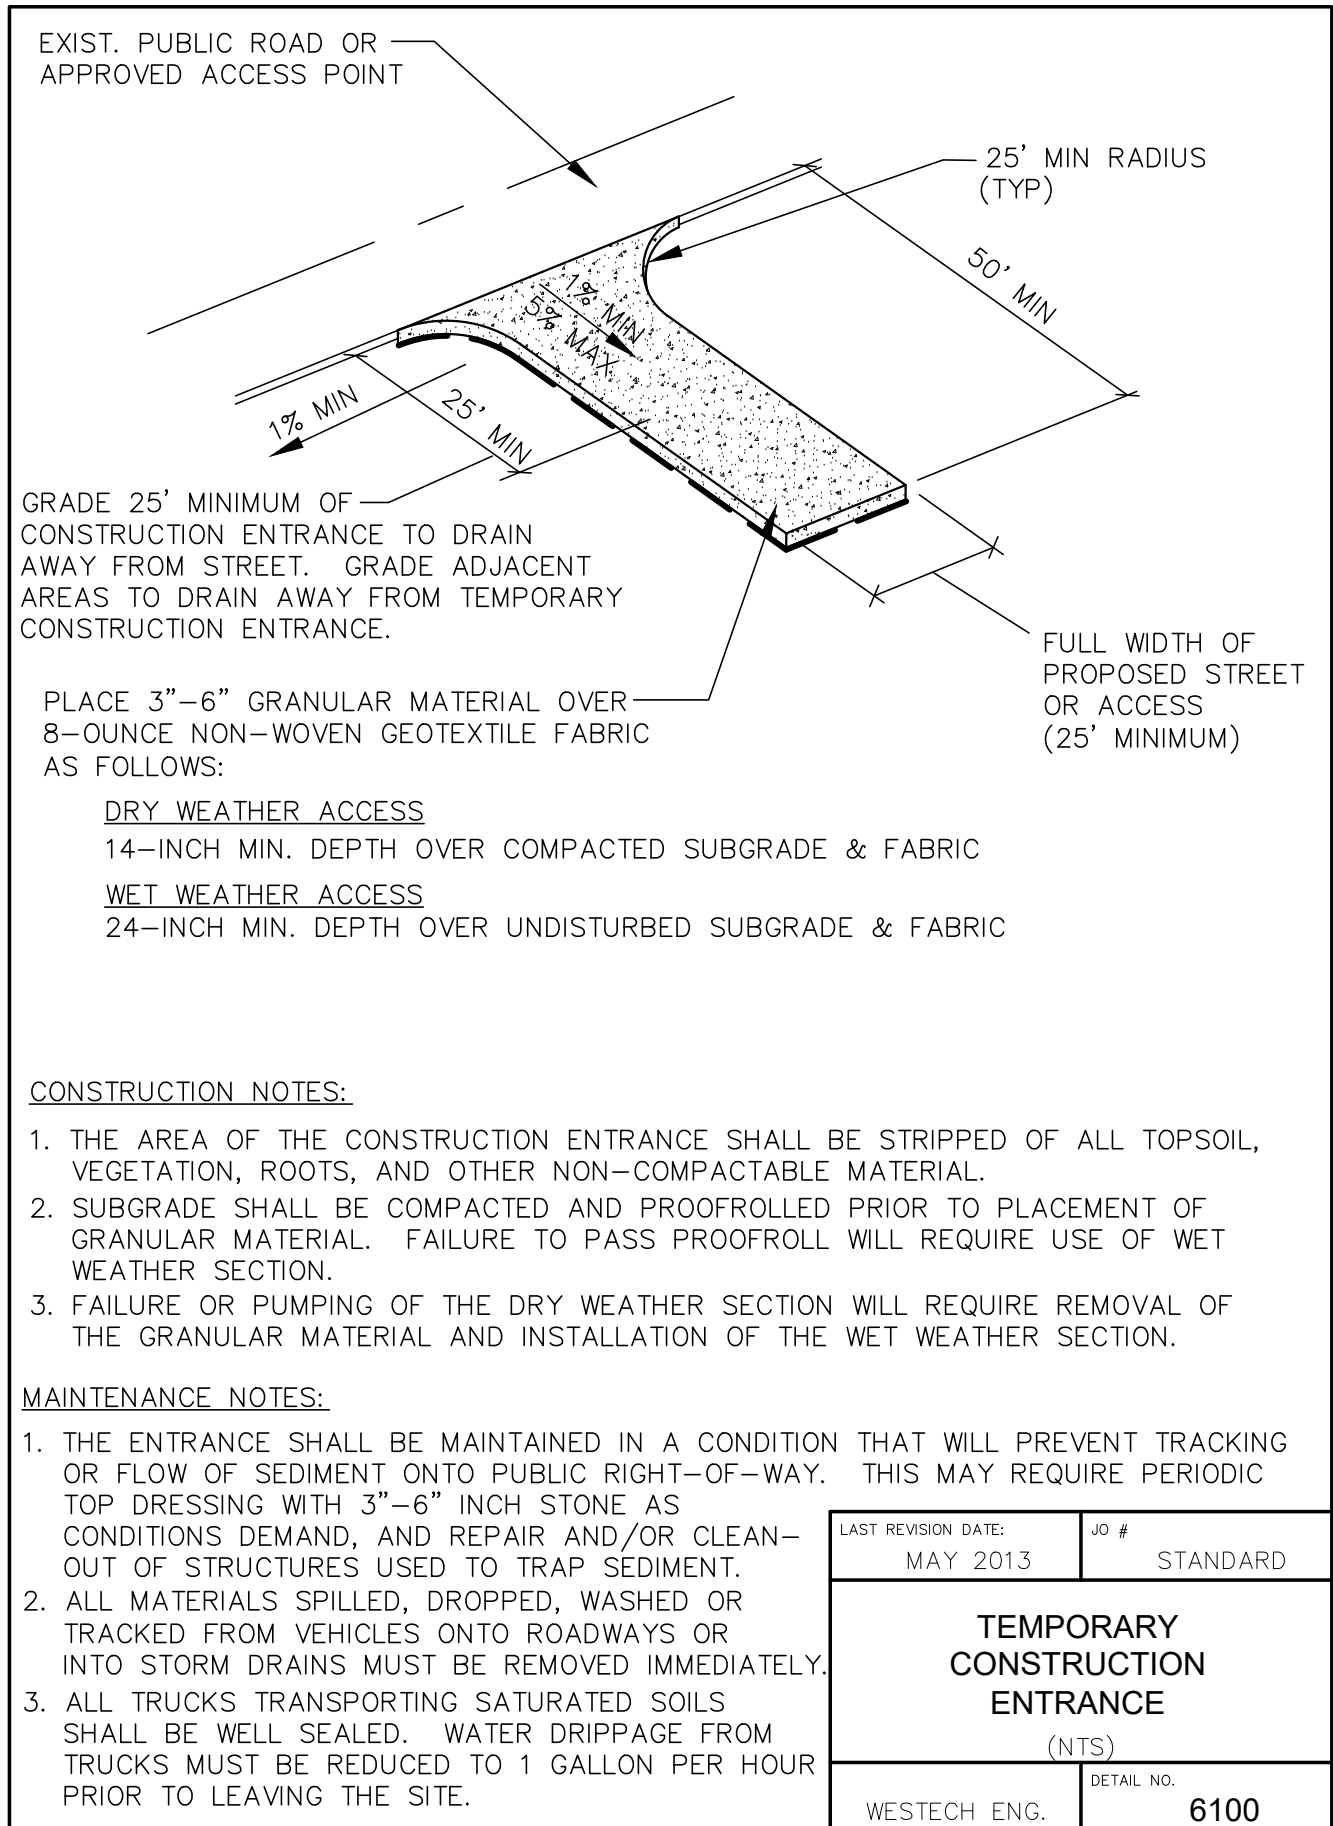 EXIST. PUBLIC ROAD OR
APPROVED ACCESS POINT
25' MIN RADIUS
(TYP)
50' MIN
1% MIN
5% MAX
1% MIN
25' MIN
GRADE 25' MINIMUM OF
CONSTRUCTION ENTRANCE TO DRAIN
AWAY FROM STREET. GRADE ADJACENT
AREAS TO DRAIN AWAY FROM TEMPORARY
CONSTRUCTION ENTRANCE.
FULL WIDTH OF
PROPOSED STREET
OR ACCESS
(25' MINIMUM)
PLACE 3"-6" GRANULAR MATERIAL OVER
8-OUNCE NON-WOVEN GEOTEXTILE FABRIC
AS FOLLOWS:
DRY WEATHER ACCESS
14-INCH MIN. DEPTH OVER COMPACTED SUBGRADE & FABRIC
WET WEATHER ACCESS
24-INCH MIN. DEPTH OVER UNDISTURBED SUBGRADE & FABRIC
CONSTRUCTION NOTES:
1. THE AREA OF THE CONSTRUCTION ENTRANCE SHALL BE STRIPPED OF ALL TOPSOIL,
VEGETATION, ROOTS, AND OTHER NON-COMPACTABLE MATERIAL.
2. SUBGRADE SHALL BE COMPACTED AND PROOFROLLED PRIOR TO PLACEMENT OF
GRANULAR MATERIAL. FAILURE TO PASS PROOFROLL WILL REQUIRE USE OF WET
WEATHER SECTION.
3. FAILURE OR PUMPING OF THE DRY WEATHER SECTION WILL REQUIRE REMOVAL OF
THE GRANULAR MATERIAL AND INSTALLATION OF THE WET WEATHER SECTION.
MAINTENANCE NOTES:
1. THE ENTRANCE SHALL BE MAINTAINED IN A CONDITION THAT WILL PREVENT TRACKING
OR FLOW OF SEDIMENT ONTO PUBLIC RIGHT-OF-WAY. THIS MAY REQUIRE PERIODIC
TOP DRESSING WITH 3"-6" INCH STONE AS
CONDITIONS DEMAND, AND REPAIR AND/OR CLEAN-
OUT OF STRUCTURES USED TO TRAP SEDIMENT.
2. ALL MATERIALS SPILLED, DROPPED, WASHED OR
TRACKED FROM VEHICLES ONTO ROADWAYS OR
INTO STORM DRAINS MUST BE REMOVED IMMEDIATELY.
3. ALL TRUCKS TRANSPORTING SATURATED SOILS
SHALL BE WELL SEALED. WATER DRIPPAGE FROM
TRUCKS MUST BE REDUCED TO 1 GALLON PER HOUR
PRIOR TO LEAVING THE SITE.
LAST REVISION DATE:
MAY 2013
JO #
STANDARD
TEMPORARY
CONSTRUCTION
ENTRANCE
(NTS)
WESTECH ENG.
DETAIL NO.
6100